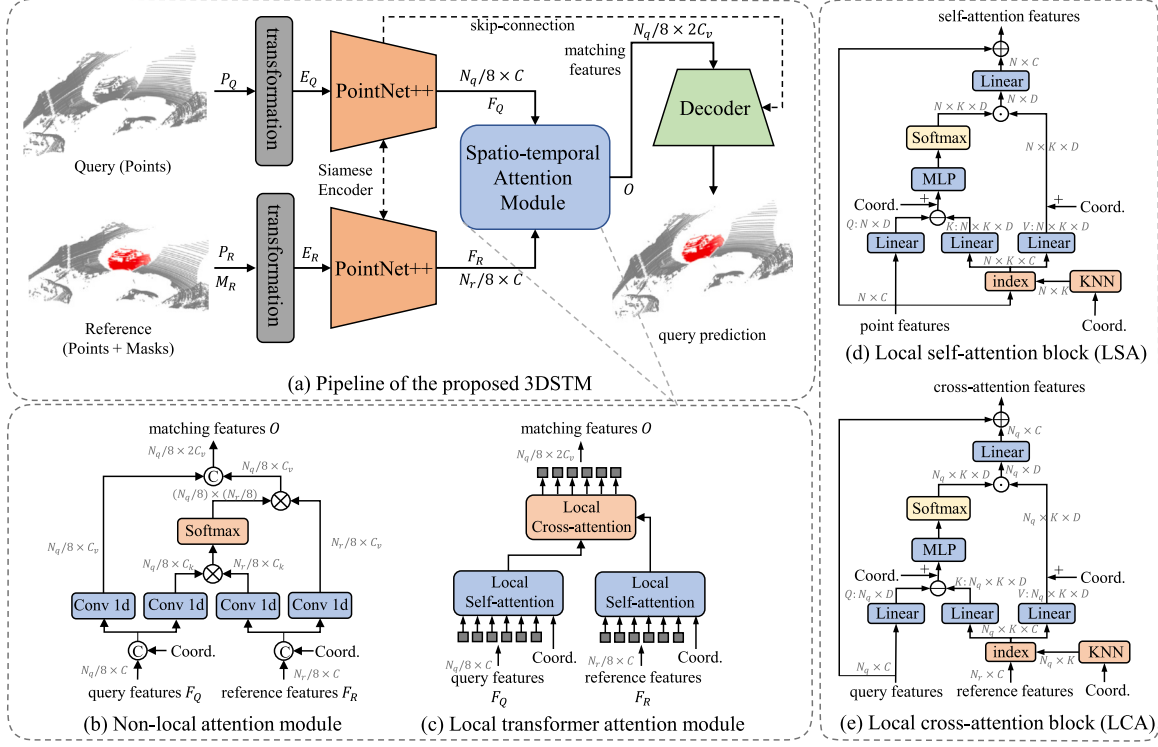 skip-connection
N_q/8 × 2C_v
matching
features
transformation
P_Q
E_Q
PointNet++
N_q/8 × C
F_Q
Decoder
Query (Points)
Siamese
Encoder
Spatio-temporal
Attention
Module
O
transformation
P_R
M_R
E_R
PointNet++
F_R
N_r/8 × C
Reference
(Points + Masks)
query prediction
(a) Pipeline of the proposed 3DSTM
matching features O
N_q/8 × 2C_v
N_q/8 × C_v
C
(N_q/8) × (N_r/8)
Softmax
N_q/8 × C_v
N_r/8 × C_v
N_q/8 × C_k
N_r/8 × C_k
Conv 1d
Conv 1d
Conv 1d
Conv 1d
C
Coord.
C
Coord.
N_q/8 × C
N_r/8 × C
query features F_Q
reference features F_R
(b) Non-local attention module
matching features O
N_q/8 × 2C_v
Local
Cross-attention
Local
Self-attention
Local
Self-attention
N_q/8 × C
Coord.
N_r/8 × C
Coord.
query features
F_Q
reference features
F_R
(c) Local transformer attention module
self-attention features
N × C
Linear
N × D
N × K × D
Softmax
N × K × D
MLP
Coord.
+
+
Coord.
Q: N × D
K: N × K × D
V: N × K × D
Linear
Linear
Linear
N × K × C
index
N × K
KNN
N × C
point features
Coord.
(d) Local self-attention block (LSA)
cross-attention features
N_q × C
Linear
N_q × K × D
N_q × D
Softmax
N_q × K × D
MLP
Coord.
+
+
Coord.
Q: N_q × D
K: N_q × K × D
V: N_q × K × D
Linear
Linear
Linear
N_q × K × C
index
N_q × K
KNN
N_q × C
N_r × C
query features
reference features
Coord.
(e) Local cross-attention block (LCA)